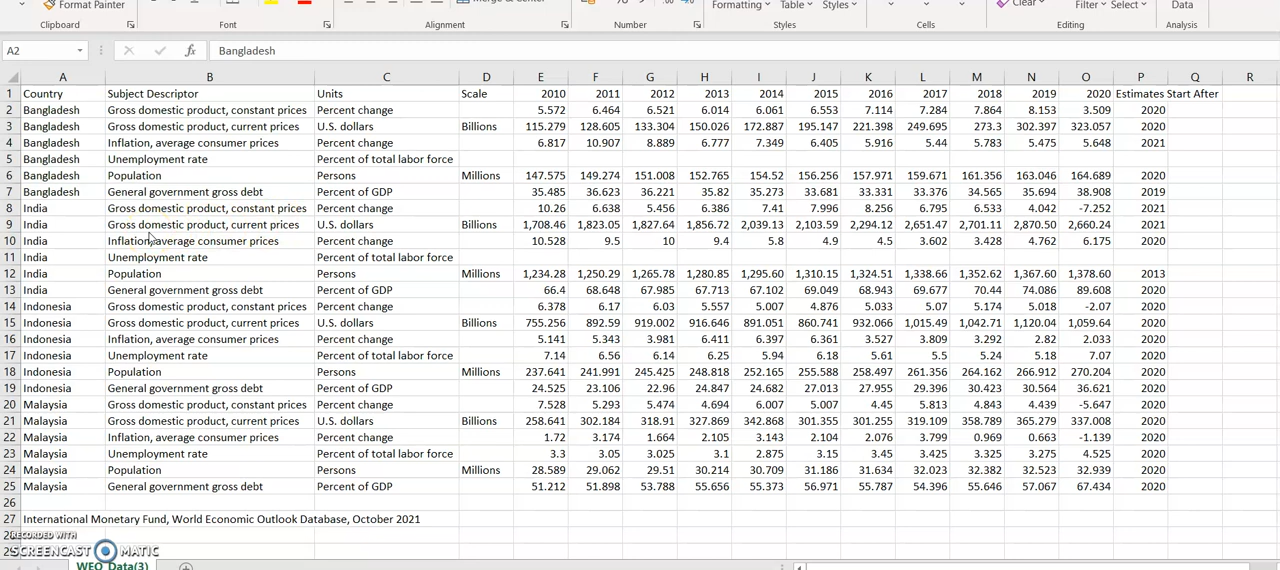 Format Painter Merge & Center Formatting Table Styles Clear Filter Select Data
Clipboard Font Alignment Number Styles Cells Editing Analysis
A2 fx Bangladesh
A B C D E F G H I J K L M N O P Q R
1 Country Subject Descriptor Units Scale 2010 2011 2012 2013 2014 2015 2016 2017 2018 2019 2020 Estimates Start After
2 Bangladesh Gross domestic product, constant prices Percent change 5.572 6.464 6.521 6.014 6.061 6.553 7.114 7.284 7.864 8.153 3.509 2020
3 Bangladesh Gross domestic product, current prices U.S. dollars Billions 115.279 128.605 133.304 150.026 172.887 195.147 221.398 249.695 273.3 302.397 323.057 2020
4 Bangladesh Inflation, average consumer prices Percent change 6.817 10.907 8.889 6.777 7.349 6.405 5.916 5.44 5.783 5.475 5.648 2021
5 Bangladesh Unemployment rate Percent of total labor force
6 Bangladesh Population Persons Millions 147.575 149.274 151.008 152.765 154.52 156.256 157.971 159.671 161.356 163.046 164.689 2020
7 Bangladesh General government gross debt Percent of GDP 35.485 36.623 36.221 35.82 35.273 33.681 33.331 33.376 34.565 35.694 38.908 2019
8 India Gross domestic product, constant prices Percent change 10.26 6.638 5.456 6.386 7.41 7.996 8.256 6.795 6.533 4.042 -7.252 2021
9 India Gross domestic product, current prices U.S. dollars Billions 1,708.46 1,823.05 1,827.64 1,856.72 2,039.13 2,103.59 2,294.12 2,651.47 2,701.11 2,870.50 2,660.24 2021
10 India Inflation, average consumer prices Percent change 10.528 9.5 10 9.4 5.8 4.9 4.5 3.602 3.428 4.762 6.175 2020
11 India Unemployment rate Percent of total labor force
12 India Population Persons Millions 1,234.28 1,250.29 1,265.78 1,280.85 1,295.60 1,310.15 1,324.51 1,338.66 1,352.62 1,367.60 1,378.60 2013
13 India General government gross debt Percent of GDP 66.4 68.648 67.985 67.713 67.102 69.049 68.943 69.677 70.44 74.086 89.608 2020
14 Indonesia Gross domestic product, constant prices Percent change 6.378 6.17 6.03 5.557 5.007 4.876 5.033 5.07 5.174 5.018 -2.07 2020
15 Indonesia Gross domestic product, current prices U.S. dollars Billions 755.256 892.59 919.002 916.646 891.051 860.741 932.066 1,015.49 1,042.71 1,120.04 1,059.64 2020
16 Indonesia Inflation, average consumer prices Percent change 5.141 5.343 3.981 6.411 6.397 6.361 3.527 3.809 3.292 2.82 2.033 2020
17 Indonesia Unemployment rate Percent of total labor force 7.14 6.56 6.14 6.25 5.94 6.18 5.61 5.5 5.24 5.18 7.07 2020
18 Indonesia Population Persons Millions 237.641 241.991 245.425 248.818 252.165 255.588 258.497 261.356 264.162 266.912 270.204 2020
19 Indonesia General government gross debt Percent of GDP 24.525 23.106 22.96 24.847 24.682 27.013 27.955 29.396 30.423 30.564 36.621 2020
20 Malaysia Gross domestic product, constant prices Percent change 7.528 5.293 5.474 4.694 6.007 5.007 4.45 5.813 4.843 4.439 -5.647 2020
21 Malaysia Gross domestic product, current prices U.S. dollars Billions 258.641 302.184 318.91 327.869 342.868 301.355 301.255 319.109 358.789 365.279 337.008 2020
22 Malaysia Inflation, average consumer prices Percent change 1.72 3.174 1.664 2.105 3.143 2.104 2.076 3.799 0.969 0.663 -1.139 2020
23 Malaysia Unemployment rate Percent of total labor force 3.3 3.05 3.025 3.1 2.875 3.15 3.45 3.425 3.325 3.275 4.525 2020
24 Malaysia Population Persons Millions 28.589 29.062 29.51 30.214 30.709 31.186 31.634 32.023 32.382 32.523 32.939 2020
25 Malaysia General government gross debt Percent of GDP 51.212 51.898 53.788 55.656 55.373 56.971 55.787 54.396 55.646 57.067 67.434 2020
26
27 International Monetary Fund, World Economic Outlook Database, October 2021
RECORDED WITH
SCREENCAST MATIC
WEO_Data(3)